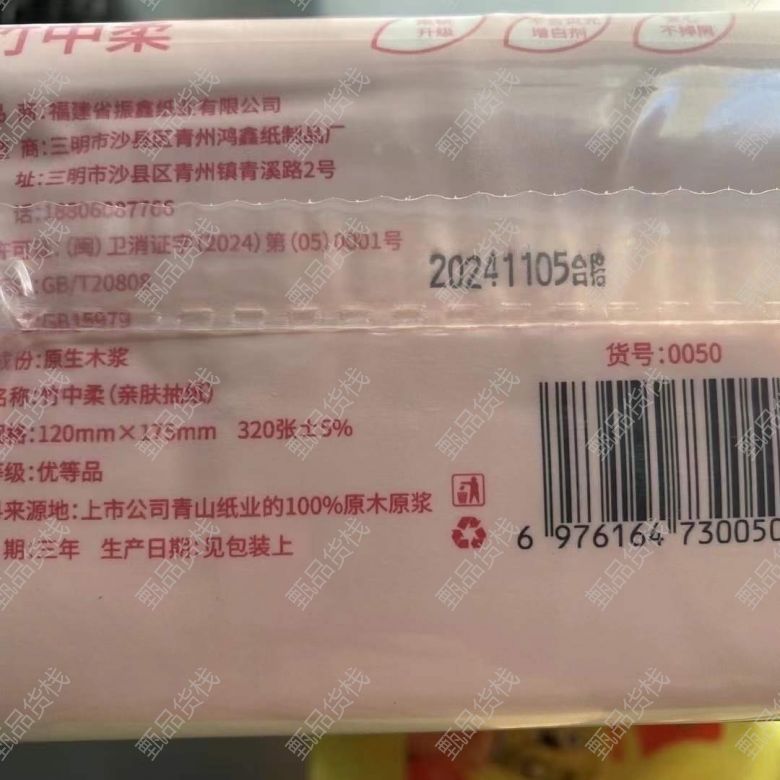 竹中柔
升级
增白剂
不掉屑
商:福建省振鑫纸业有限公司
商:三明市沙县区青州鸿鑫纸制品厂
址:三明市沙县区青州镇青溪路2号
话:18806087766
许可证:(闽)卫消证字(2024)第(05)0001号
20241105合格
GB/T20808
GB15979
成份:原生木浆
货号:0050
名称:竹中柔(亲肤抽纸)
规格:120mm×175mm 320张±5%
等级:优等品
料来源地:上市公司青山纸业的100%原木原浆
期:三年 生产日期:见包装上
6 976164 730050
甄品货栈